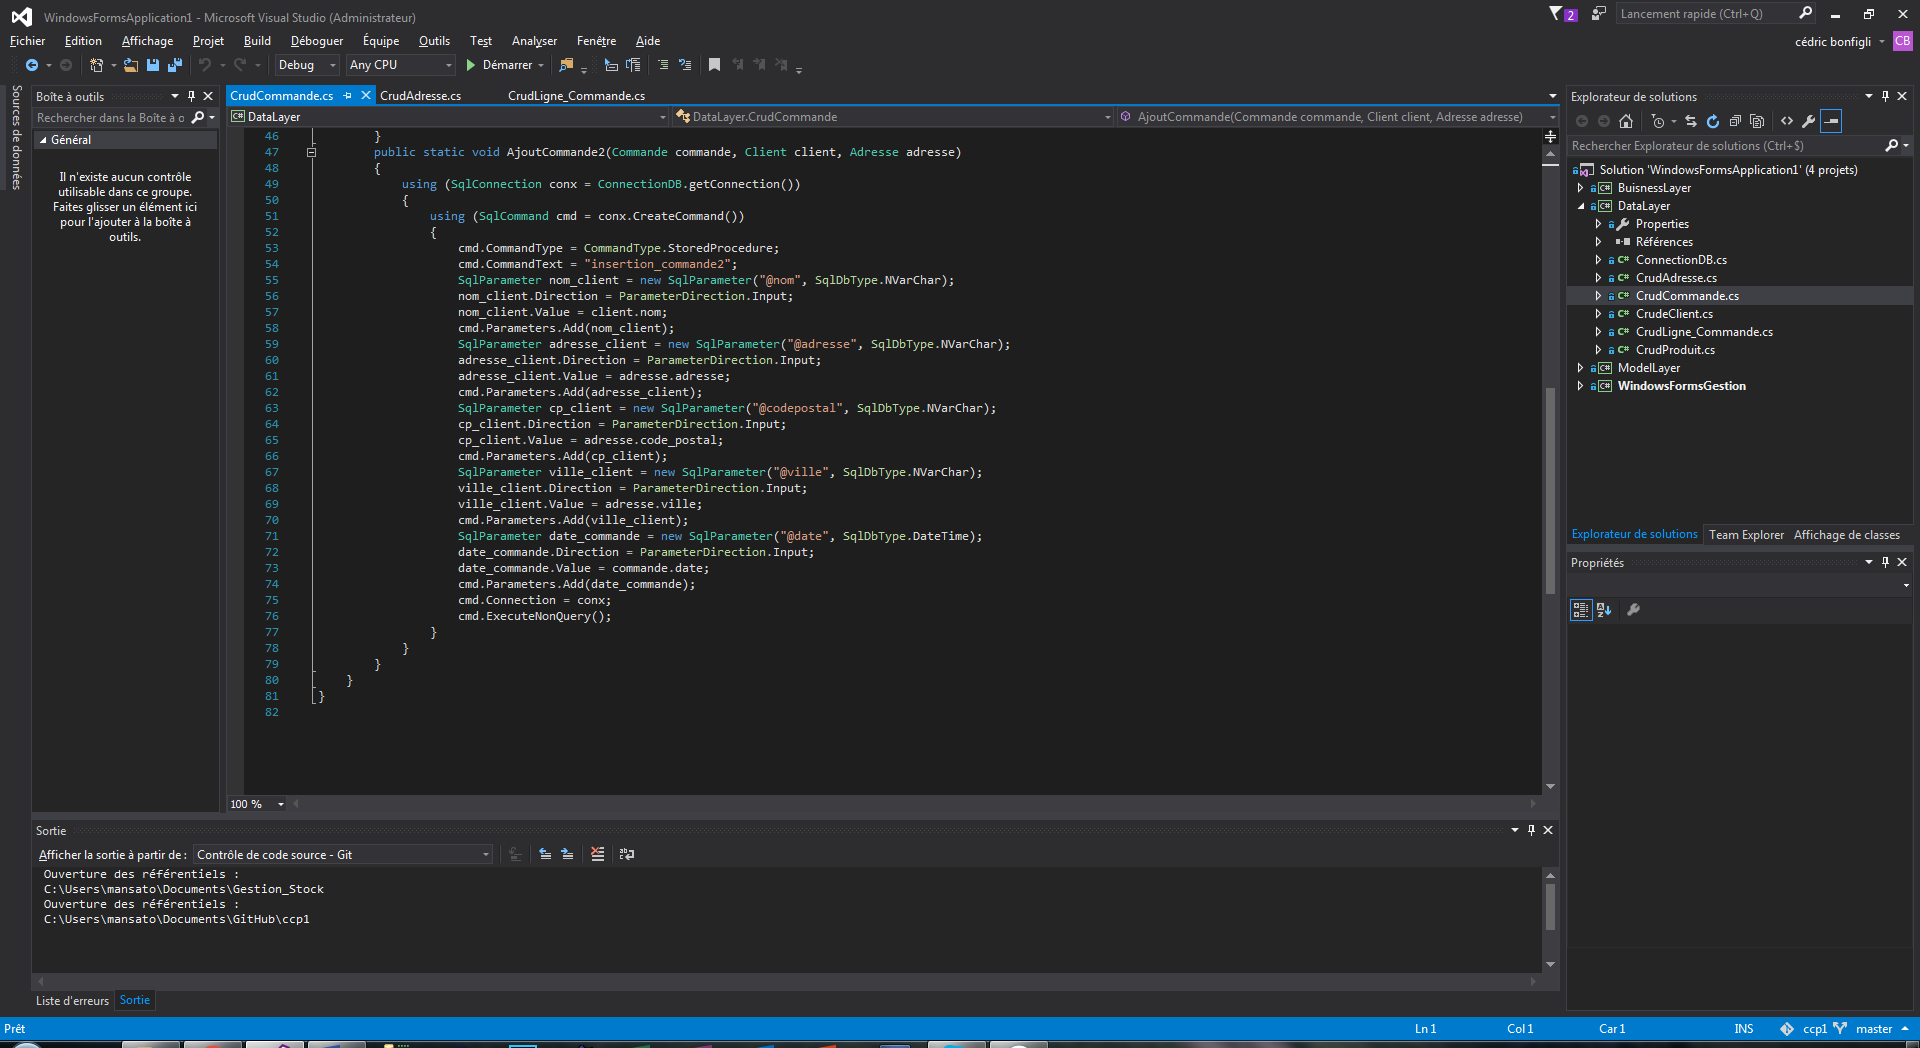 WindowsFormsApplication1 - Microsoft Visual Studio (Administrateur)
2
Lancement rapide (Ctrl+Q)
Fichier Edition Affichage Projet Build Déboguer Équipe Outils Test Analyser Fenêtre Aide
cédric bonfigli CB
Debug Any CPU Démarrer
Sources de données
Boîte à outils
Rechercher dans la Boîte à o
Général
Il n'existe aucun contrôle
utilisable dans ce groupe.
Faites glisser un élément ici
pour l'ajouter à la boîte à
outils.
CrudCommande.cs CrudAdresse.cs CrudLigne_Commande.cs
DataLayer DataLayer.CrudCommande AjoutCommande(Commande commande, Client client, Adresse adresse)
46 }
47 public static void AjoutCommande2(Commande commande, Client client, Adresse adresse)
48 {
49 using (SqlConnection conx = ConnectionDB.getConnection())
50 {
51 using (SqlCommand cmd = conx.CreateCommand())
52 {
53 cmd.CommandType = CommandType.StoredProcedure;
54 cmd.CommandText = "insertion_commande2";
55 SqlParameter nom_client = new SqlParameter("@nom", SqlDbType.NVarChar);
56 nom_client.Direction = ParameterDirection.Input;
57 nom_client.Value = client.nom;
58 cmd.Parameters.Add(nom_client);
59 SqlParameter adresse_client = new SqlParameter("@adresse", SqlDbType.NVarChar);
60 adresse_client.Direction = ParameterDirection.Input;
61 adresse_client.Value = adresse.adresse;
62 cmd.Parameters.Add(adresse_client);
63 SqlParameter cp_client = new SqlParameter("@codepostal", SqlDbType.NVarChar);
64 cp_client.Direction = ParameterDirection.Input;
65 cp_client.Value = adresse.code_postal;
66 cmd.Parameters.Add(cp_client);
67 SqlParameter ville_client = new SqlParameter("@ville", SqlDbType.NVarChar);
68 ville_client.Direction = ParameterDirection.Input;
69 ville_client.Value = adresse.ville;
70 cmd.Parameters.Add(ville_client);
71 SqlParameter date_commande = new SqlParameter("@date", SqlDbType.DateTime);
72 date_commande.Direction = ParameterDirection.Input;
73 date_commande.Value = commande.date;
74 cmd.Parameters.Add(date_commande);
75 cmd.Connection = conx;
76 cmd.ExecuteNonQuery();
77 }
78 }
79 }
80 }
81 }
82
100 %
Explorateur de solutions
Rechercher Explorateur de solutions (Ctrl+$)
Solution 'WindowsFormsApplication1' (4 projets)
BuisnessLayer
DataLayer
Properties
Références
ConnectionDB.cs
CrudAdresse.cs
CrudCommande.cs
CrudeClient.cs
CrudLigne_Commande.cs
CrudProduit.cs
ModelLayer
WindowsFormsGestion
Explorateur de solutions Team Explorer Affichage de classes
Propriétés
Sortie
Afficher la sortie à partir de : Contrôle de code source - Git
Ouverture des référentiels :
C:\Users\mansato\Documents\Gestion_Stock
Ouverture des référentiels :
C:\Users\mansato\Documents\GitHub\ccp1
Liste d'erreurs Sortie
Prêt Ln 1 Col 1 Car 1 INS ccp1 master